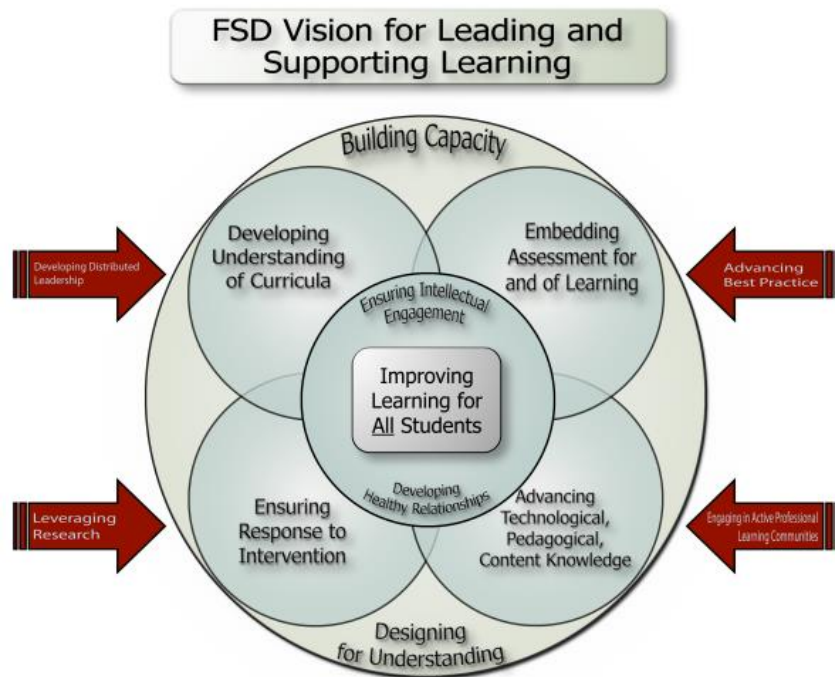 FSD Vision for Leading and
Supporting Learning
Building Capacity
Developing
Understanding
of Curricula
Embedding
Assessment for
and of Learning
Developing Distributed
Leadership
Advancing
Best Practice
Ensuring Intellectual
Engagement
Improving
Learning for
All Students
Developing
Healthy Relationships
Ensuring
Response to
Intervention
Advancing
Technological,
Pedagogical,
Content Knowledge
Leveraging
Research
Engaging in Active Professional
Learning Communities
Designing
for Understanding